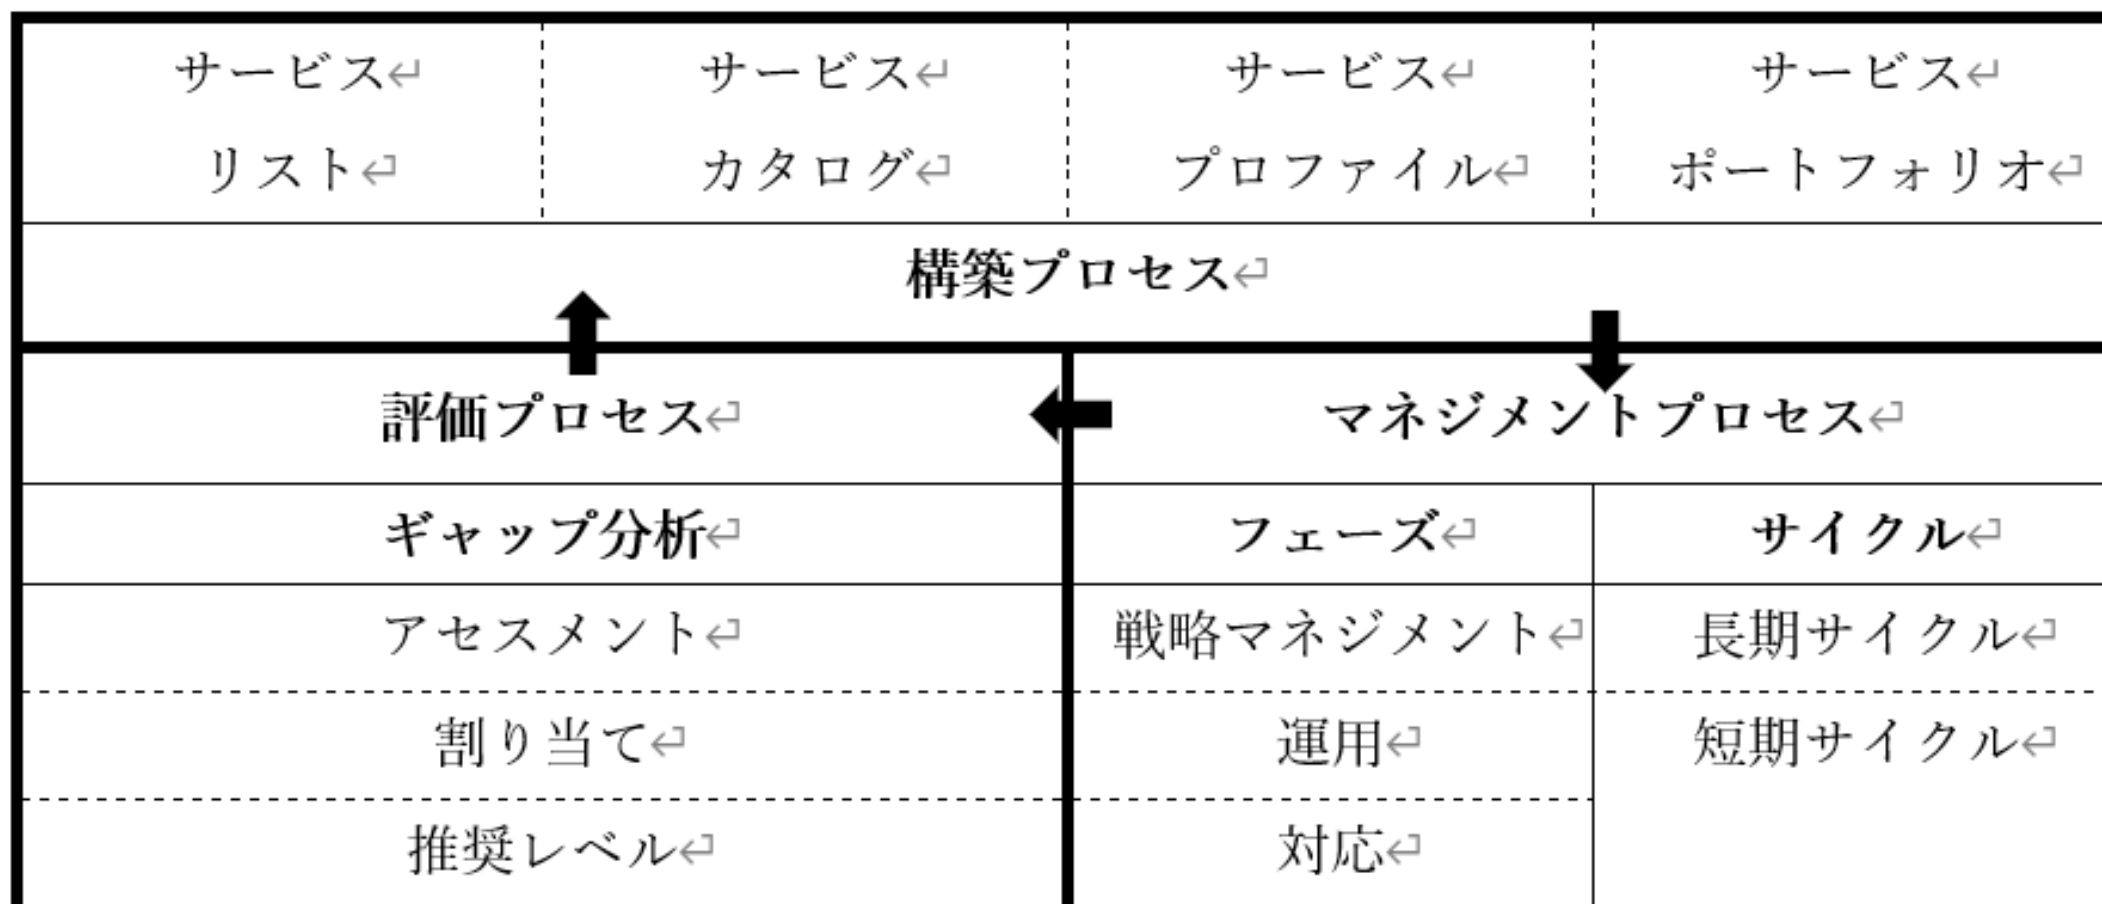 サービス サービス サービス サービス
リスト カタログ プロファイル ポートフォリオ
構築プロセス
評価プロセス マネジメントプロセス
ギャップ分析 フェーズ サイクル
アセスメント 戦略マネジメント 長期サイクル
割り当て 運用 短期サイクル
推奨レベル 対応